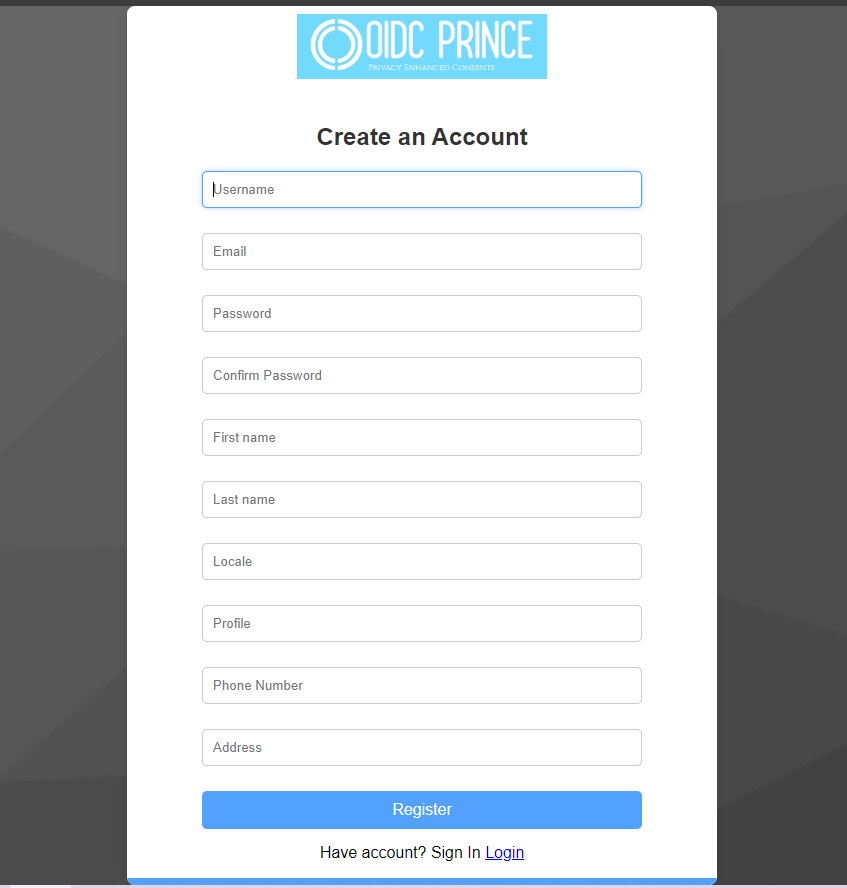 OIDC PRINCE
PRIVACY ENHANCED CONSENTS
Create an Account
Username
Email
Password
Confirm Password
First name
Last name
Locale
Profile
Phone Number
Address
Register
Have account? Sign In Login